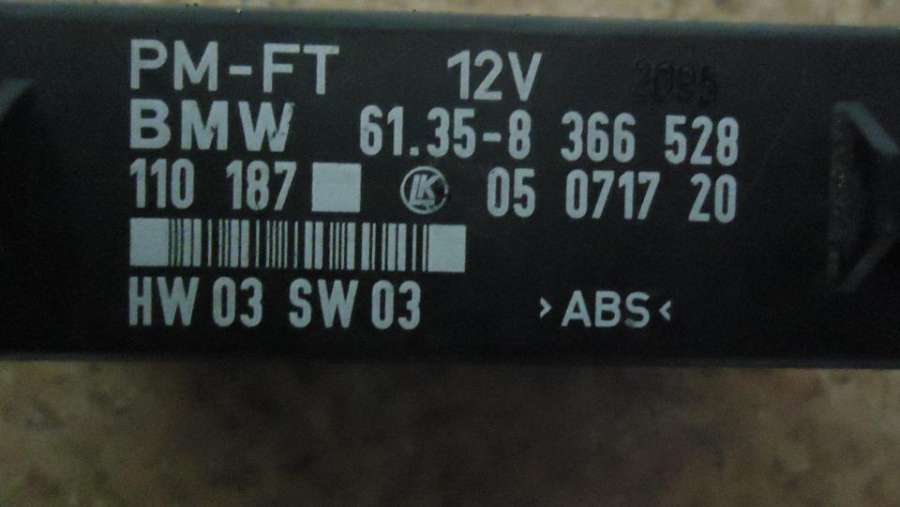 PM-FT 12V 2095
BMW 61.35-8 366 528
110 187 LK 05 0717 20
HW 03 SW 03 >ABS<